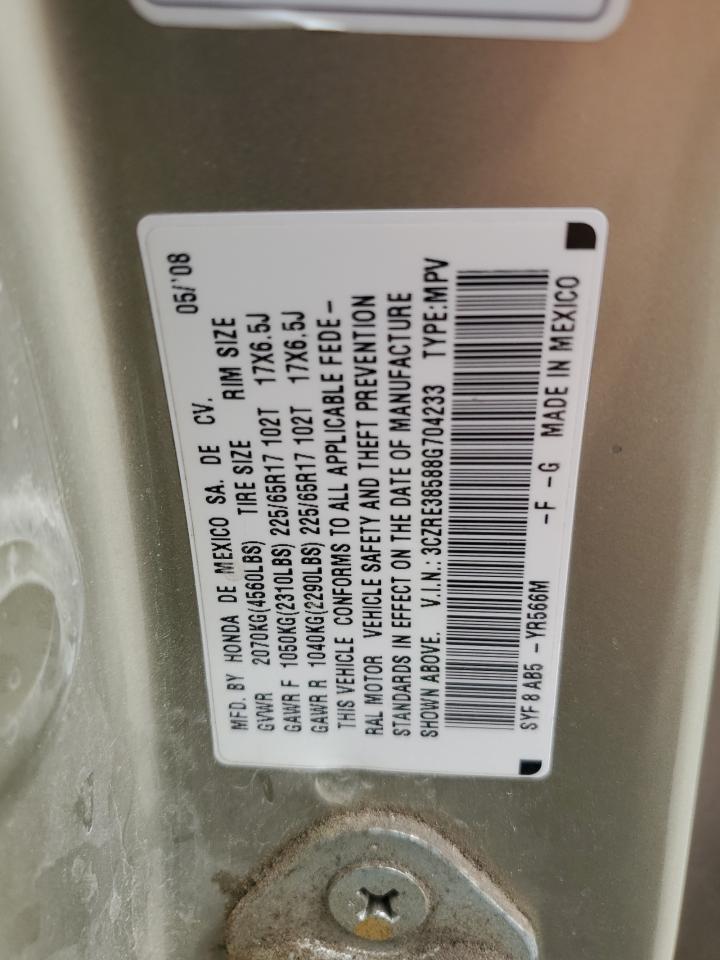 05/'08
MFD. BY HONDA DE MEXICO SA. DE CV.
GVWR 2070KG(4560LBS) TIRE SIZE RIM SIZE
GAWR F 1050KG(2310LBS) 225/65R17 102T 17X6.5J
GAWR R 1040KG(2290LBS) 225/65R17 102T 17X6.5J
THIS VEHICLE CONFORMS TO ALL APPLICABLE FEDE-
RAL MOTOR VEHICLE SAFETY AND THEFT PREVENTION
STANDARDS IN EFFECT ON THE DATE OF MANUFACTURE
SHOWN ABOVE. V.I.N.: 3CZRE38588G704233 TYPE:MPV
SYF 8 AB5 -YR566M -F -G MADE IN MEXICO